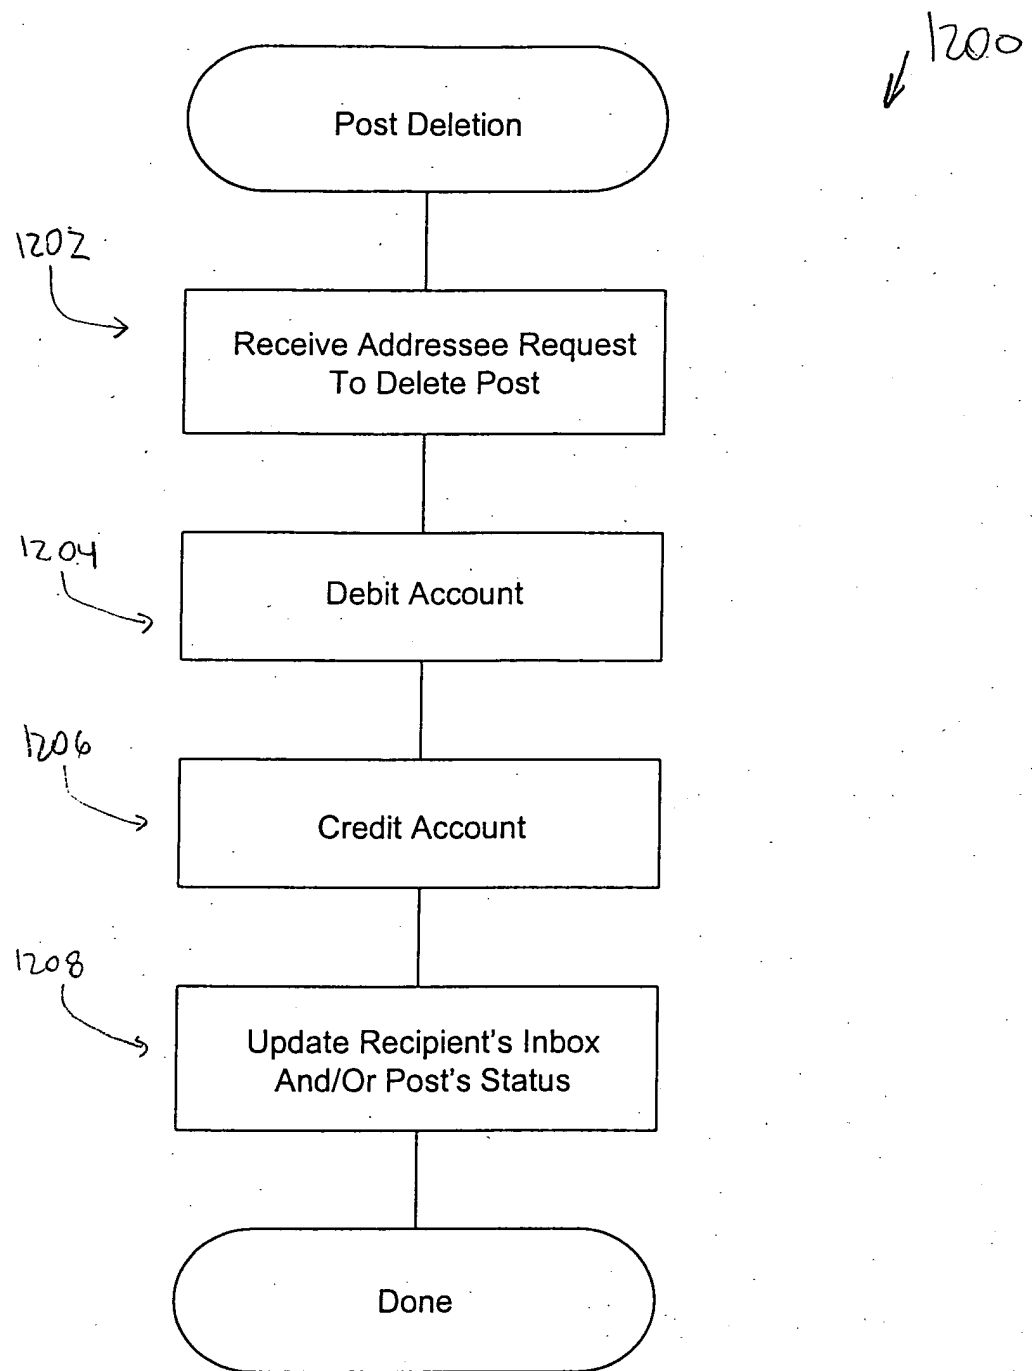 1200
Post Deletion
1202
Receive Addressee Request
To Delete Post
1204
Debit Account
1206
Credit Account
1208
Update Recipient's Inbox
And/Or Post's Status
Done